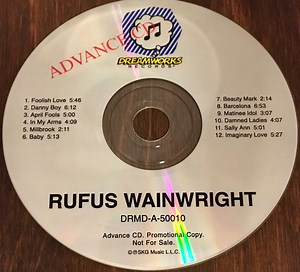 ADVANCE CD
DREAMWORKS
RECORDS
1. Foolish Love 5:46
2. Danny Boy 6:12
3. April Fools 5:00
4. In My Arms 4:09
5. Millbrook 2:11
6. Baby 5:13
7. Beauty Mark 2:14
8. Barcelona 6:53
9. Matinee Idol 3:09
10. Damned Ladies 4:07
11. Sally Ann 5:01
12. Imaginary Love 3:27
RUFUS WAINWRIGHT
DRMD-A-50010
Advance CD. Promotional Copy.
Not For Sale.
©℗SKG Music L.L.C.